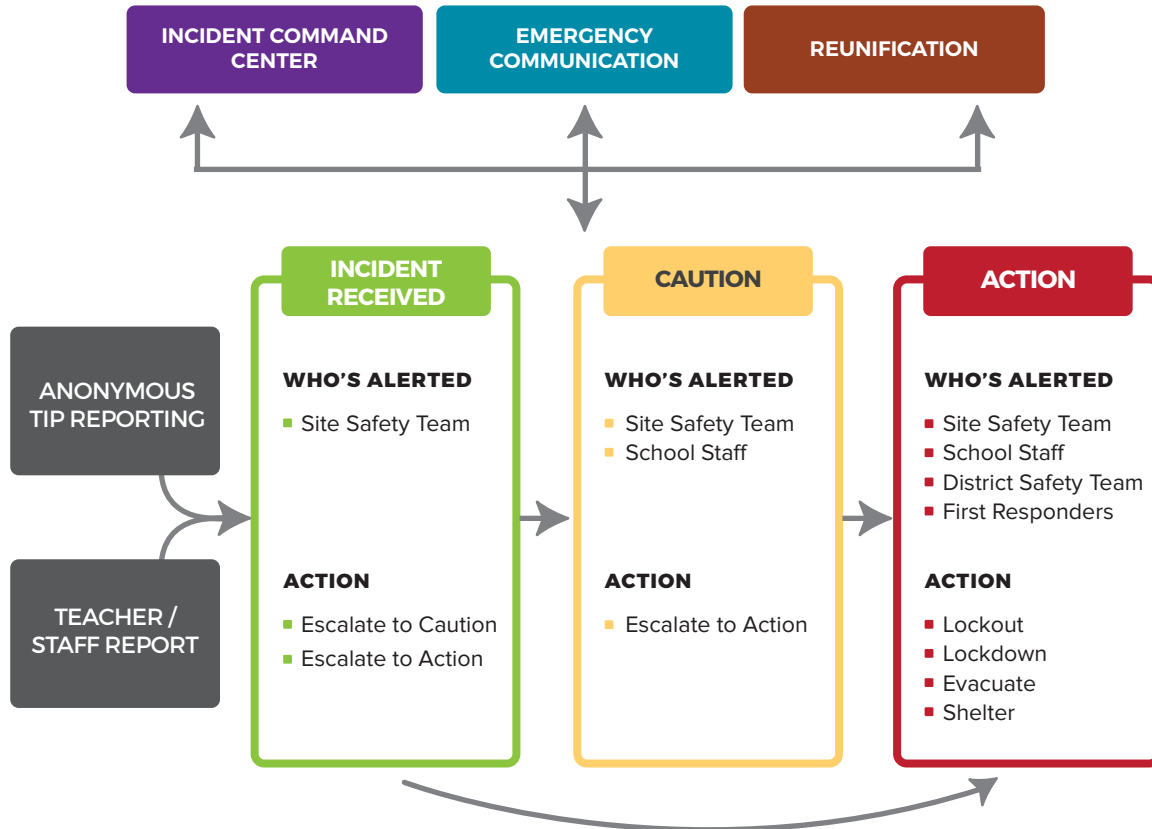 INCIDENT COMMAND
CENTER
EMERGENCY
COMMUNICATION
REUNIFICATION
ANONYMOUS
TIP REPORTING
TEACHER /
STAFF REPORT
INCIDENT
RECEIVED
WHO'S ALERTED
Site Safety Team
ACTION
Escalate to Caution
Escalate to Action
CAUTION
WHO'S ALERTED
Site Safety Team
School Staff
ACTION
Escalate to Action
ACTION
WHO'S ALERTED
Site Safety Team
School Staff
District Safety Team
First Responders
ACTION
Lockout
Lockdown
Evacuate
Shelter